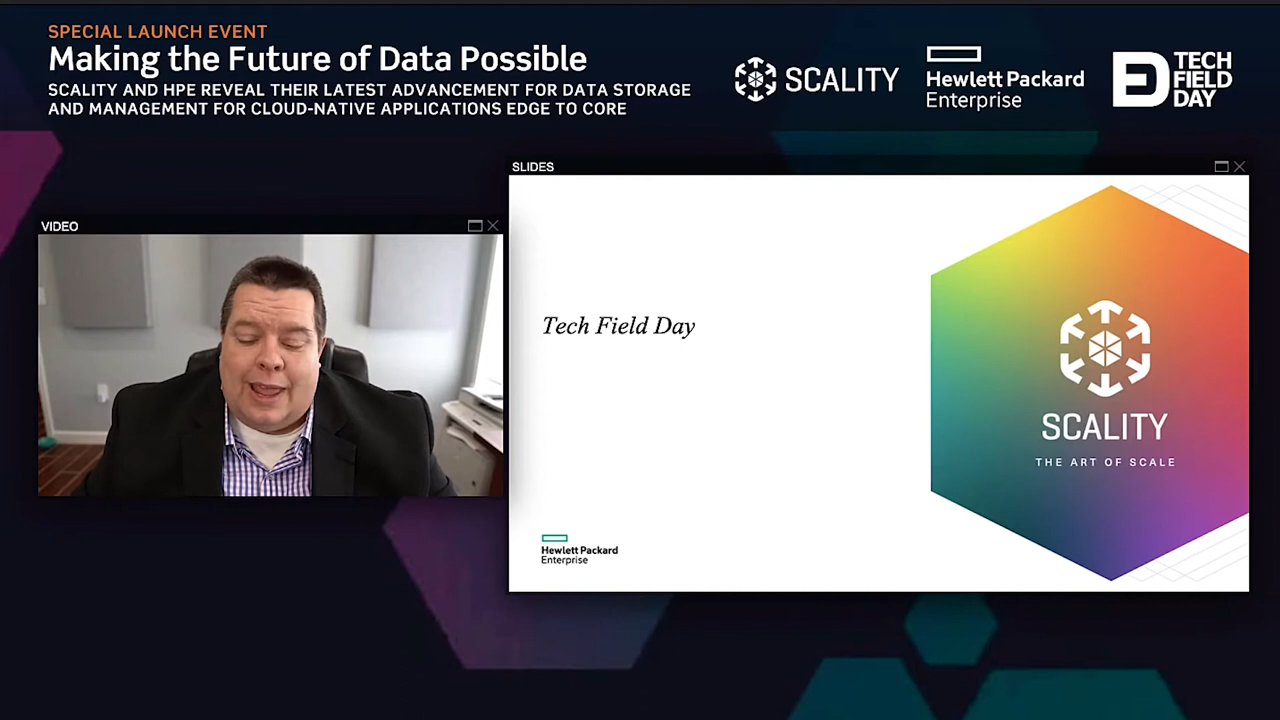 SPECIAL LAUNCH EVENT
Making the Future of Data Possible
SCALITY AND HPE REVEAL THEIR LATEST ADVANCEMENT FOR DATA STORAGE
AND MANAGEMENT FOR CLOUD-NATIVE APPLICATIONS EDGE TO CORE
SCALITY
Hewlett Packard
Enterprise
TECH
FIELD
DAY
VIDEO
SLIDES
Tech Field Day
SCALITY
THE ART OF SCALE
Hewlett Packard
Enterprise